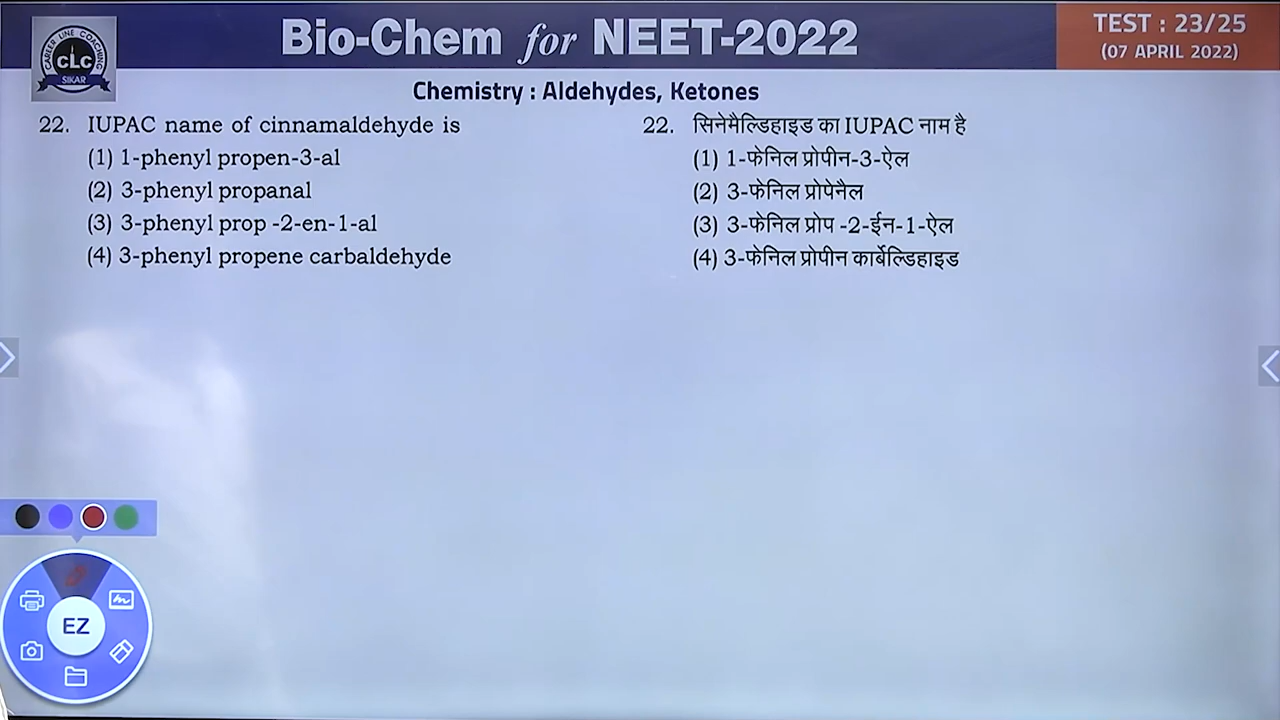 Bio-Chem for NEET-2022
TEST : 23/25
(07 APRIL 2022)
CAREER LINE COACHING
CLC
SIKAR
Chemistry : Aldehydes, Ketones
22. IUPAC name of cinnamaldehyde is
(1) 1-phenyl propen-3-al
(2) 3-phenyl propanal
(3) 3-phenyl prop -2-en-1-al
(4) 3-phenyl propene carbaldehyde
22. सिनेमैल्डिहाइड का IUPAC नाम है
(1) 1-फेनिल प्रोपीन-3-ऐल
(2) 3-फेनिल प्रोपेनैल
(3) 3-फेनिल प्रोप -2-ईन-1-ऐल
(4) 3-फेनिल प्रोपीन कार्बेल्डिहाइड
EZ